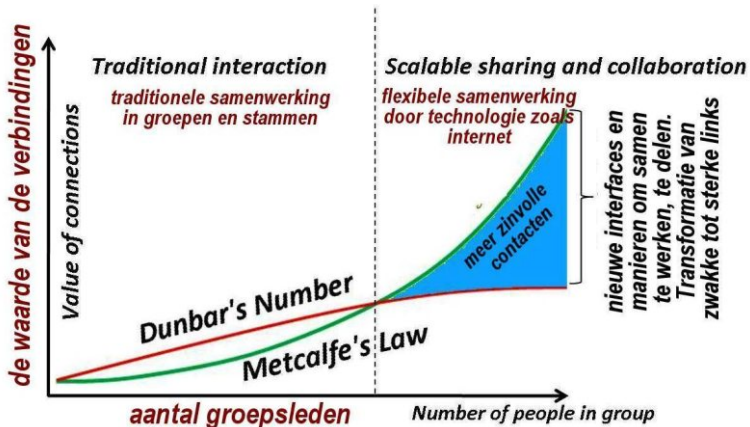 de waarde van de verbindingen
Value of connections
Traditional interaction
traditionele samenwerking
in groepen en stammen
Scalable sharing and collaboration
flexibele samenwerking
door technologie zoals
internet
meer zinvolle
contacten
nieuwe interfaces en
manieren om samen
te werken, te delen.
Transformatie van
zwakke tot sterke links
Dunbar's Number
Metcalfe's Law
aantal groepsleden
Number of people in group